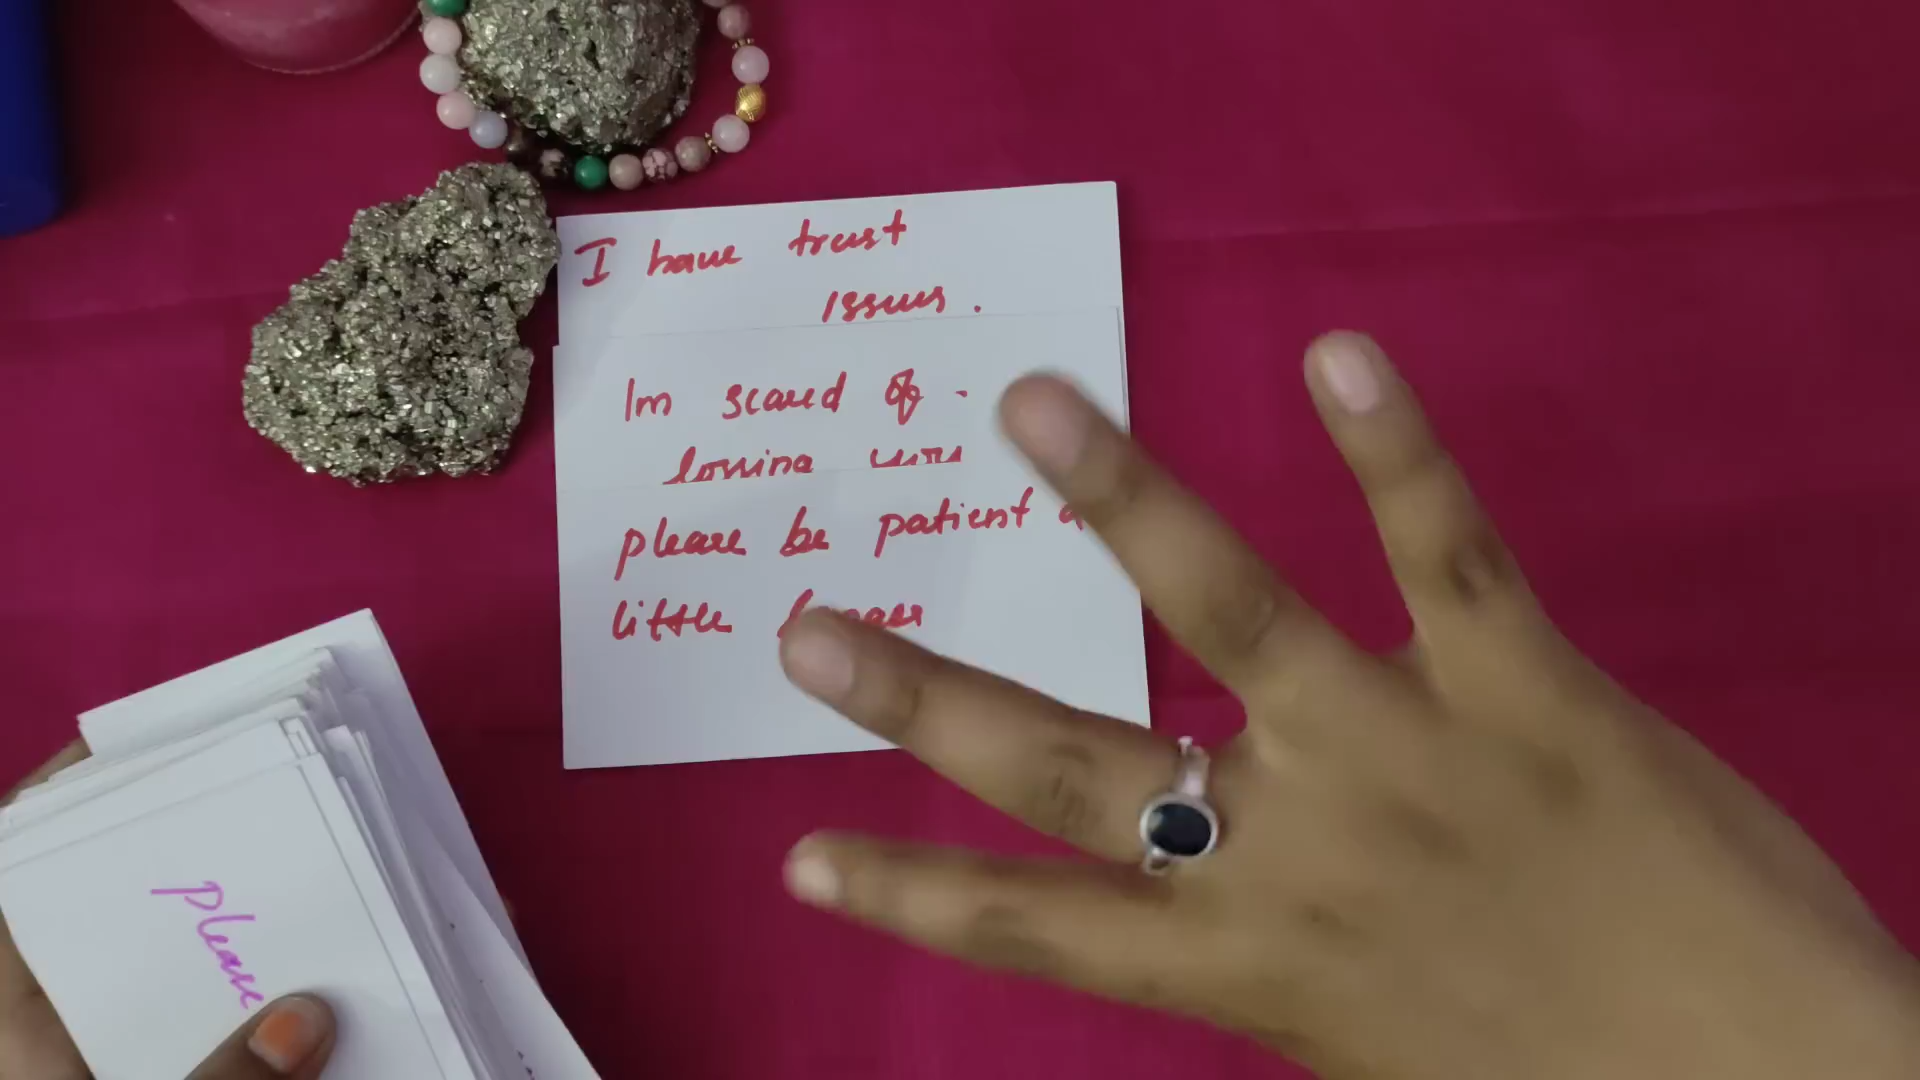 I have trust
issues.
Im scared of -
please be patient a
little
please